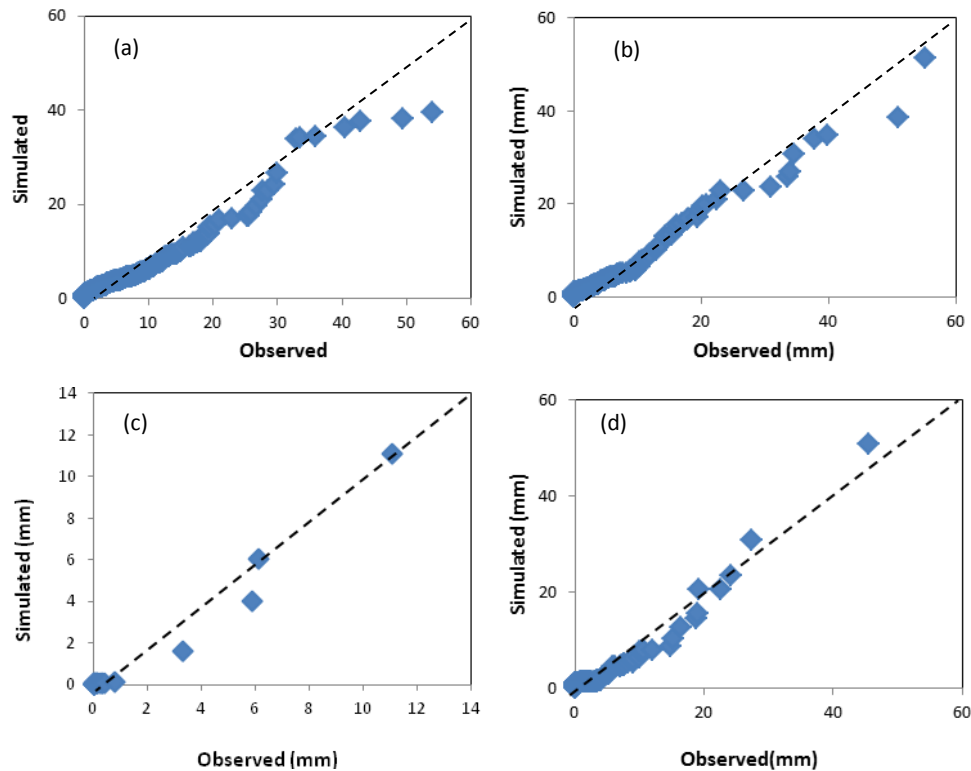 60
(a)
40
Simulated
20
0
0 10 20 30 40 50 60
Observed
60
(b)
40
Simulated (mm)
20
0
0 20 40 60
Observed (mm)
14
(c)
12
10
8
Simulated (mm)
6
4
2
0
0 2 4 6 8 10 12 14
Observed (mm)
60
(d)
40
Simulated (mm)
20
0
0 20 40 60
Observed(mm)